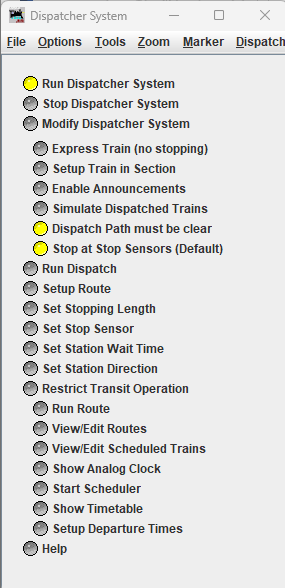 Dispatcher System
File Options Tools Zoom Marker Dispatch
Run Dispatcher System
Stop Dispatcher System
Modify Dispatcher System
Express Train (no stopping)
Setup Train in Section
Enable Announcements
Simulate Dispatched Trains
Dispatch Path must be clear
Stop at Stop Sensors (Default)
Run Dispatch
Setup Route
Set Stopping Length
Set Stop Sensor
Set Station Wait Time
Set Station Direction
Restrict Transit Operation
Run Route
View/Edit Routes
View/Edit Scheduled Trains
Show Analog Clock
Start Scheduler
Show Timetable
Setup Departure Times
Help